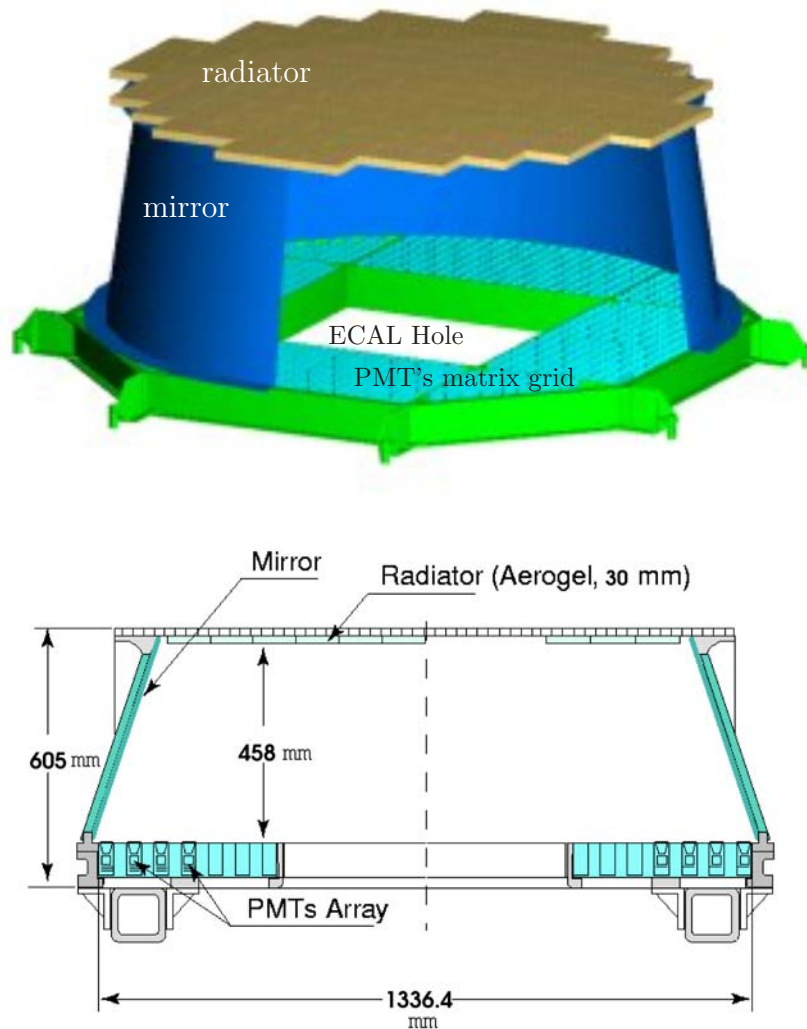 radiator
mirror
ECAL Hole
PMT's matrix grid
Mirror
Radiator (Aerogel, 30 mm)
605 mm
458 mm
PMTs Array
1336.4
mm